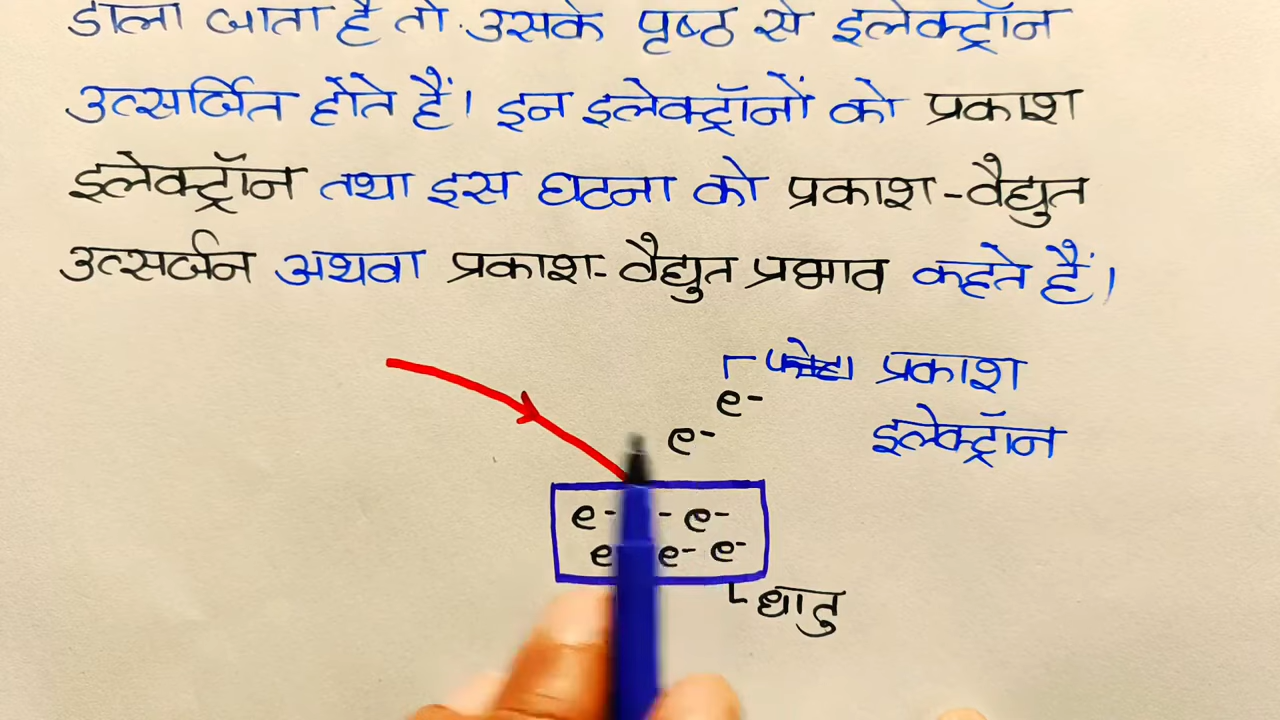 डाला जाता है तो उसके पृष्ठ से इलेक्ट्रॉन
उत्सर्जित होते हैं। इन इलेक्ट्रॉनों को प्रकाश
इलेक्ट्रॉन तथा इस घटना को प्रकाश-वैद्युत
उत्सर्जन अथवा प्रकाश-वैद्युत प्रभाव कहते हैं।
प्रकाश
e-
इलेक्ट्रॉन
e-
e- - e-
e e- e-
धातु